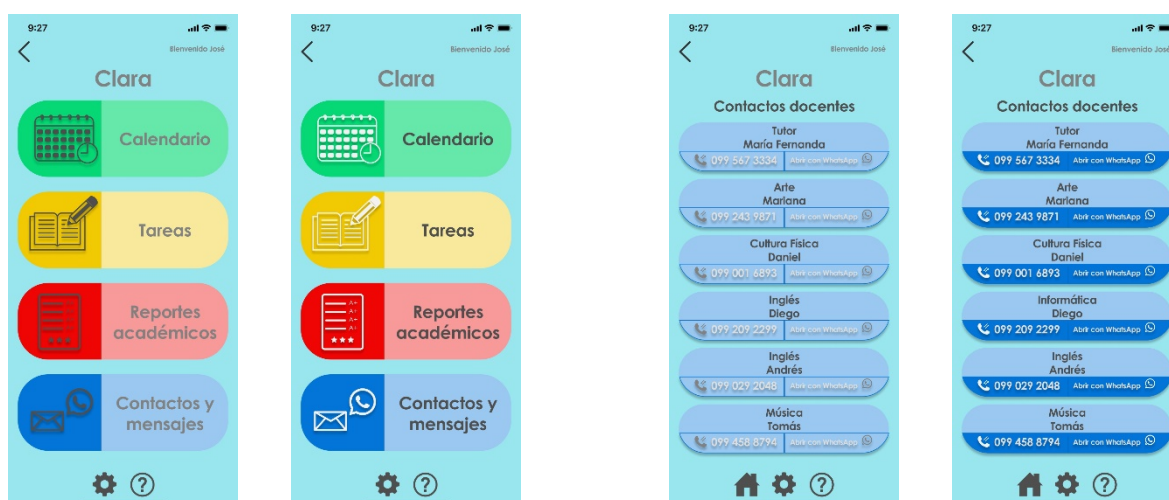 9:27
Bienvenido José
Clara
Calendario
Tareas
Reportes
académicos
Contactos y
mensajes
?
9:27
Bienvenido José
Clara
Calendario
Tareas
A+
A+
A+
A+
Reportes
académicos
Contactos y
mensajes
?
9:27
Bienvenido José
Clara
Contactos docentes
Tutor
María Fernanda
099 567 3334 Abrir con WhatsApp
Arte
Mariana
099 243 9871 Abrir con WhatsApp
Cultura Física
Daniel
099 001 6893 Abrir con WhatsApp
Inglés
Diego
099 209 2299 Abrir con WhatsApp
Inglés
Andrés
099 029 2048 Abrir con WhatsApp
Música
Tomás
099 458 8794 Abrir con WhatsApp
?
9:27
Bienvenido José
Clara
Contactos docentes
Tutor
María Fernanda
099 567 3334 Abrir con WhatsApp
Arte
Mariana
099 243 9871 Abrir con WhatsApp
Cultura Física
Daniel
099 001 6893 Abrir con WhatsApp
Informática
Diego
099 209 2299 Abrir con WhatsApp
Inglés
Andrés
099 029 2048 Abrir con WhatsApp
Música
Tomás
099 458 8794 Abrir con WhatsApp
?